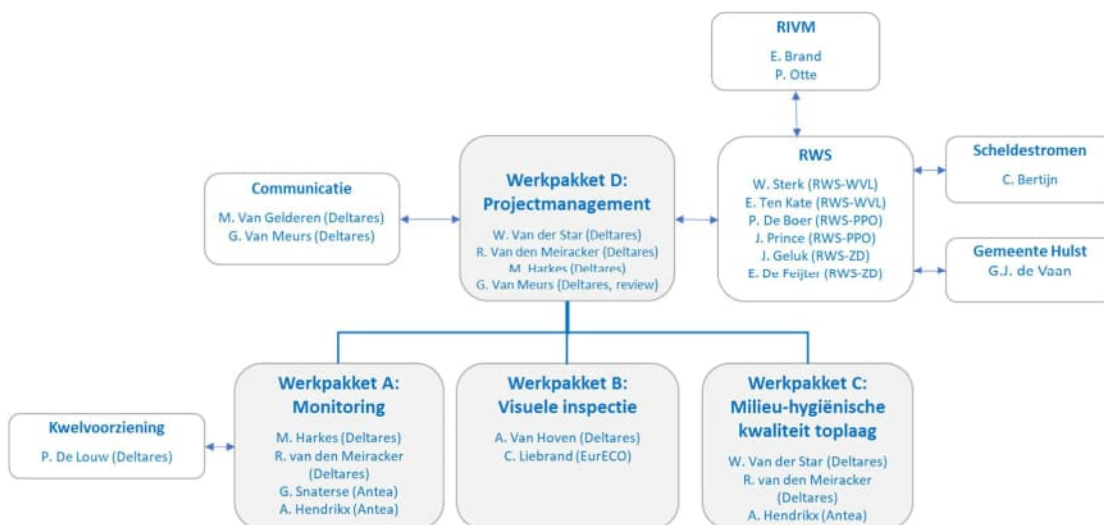 RIVM
E. Brand
P. Otte
Communicatie
M. Van Gelderen (Deltares)
G. Van Meurs (Deltares)
Werkpakket D:
Projectmanagement
W. Van der Star (Deltares)
R. Van den Meiracker (Deltares)
M. Harkes (Deltares)
G. Van Meurs (Deltares, review)
RWS
W. Sterk (RWS-WVL)
E. Ten Kate (RWS-WVL)
P. De Boer (RWS-PPO)
J. Prince (RWS-PPO)
J. Geluk (RWS-ZD)
E. De Feijter (RWS-ZD)
Scheldestromen
C. Bertijn
Gemeente Hulst
G.J. de Vaan
Kwelvoorziening
P. De Louw (Deltares)
Werkpakket A:
Monitoring
M. Harkes (Deltares)
R. van den Meiracker
(Deltares)
G. Snaterse (Antea)
A. Hendrikx (Antea)
Werkpakket B:
Visuele inspectie
A. Van Hoven (Deltares)
C. Liebrand (EurECO)
Werkpakket C:
Milieu-hygiënische
kwaliteit toplaag
W. Van der Star (Deltares)
R. van den Meiracker
(Deltares)
A. Hendrikx (Antea)